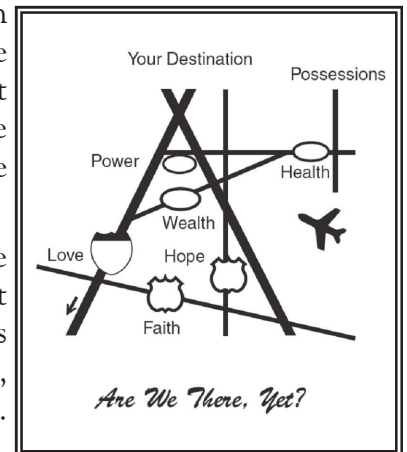 Your Destination
Possessions
Power
Health
Wealth
Love
Hope
Faith
Are We There, Yet?